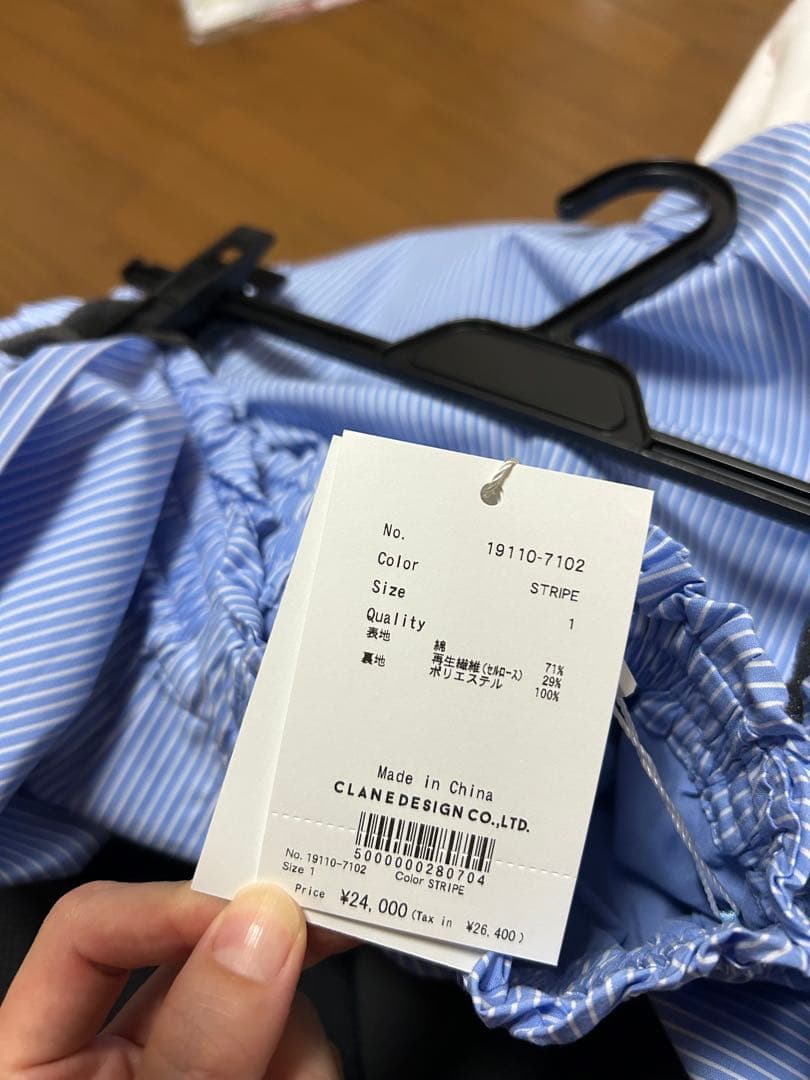 No. 19110-7102
Color STRIPE
Size 1
Quality
表地 綿 71%
再生繊維(セルロース) 29%
裏地 ポリエステル 100%
Made in China
CLANE DESIGN CO.,LTD.
5000000280704
No. 19110-7102
Size 1 Color STRIPE
Price ¥24,000 (Tax in ¥26,400)